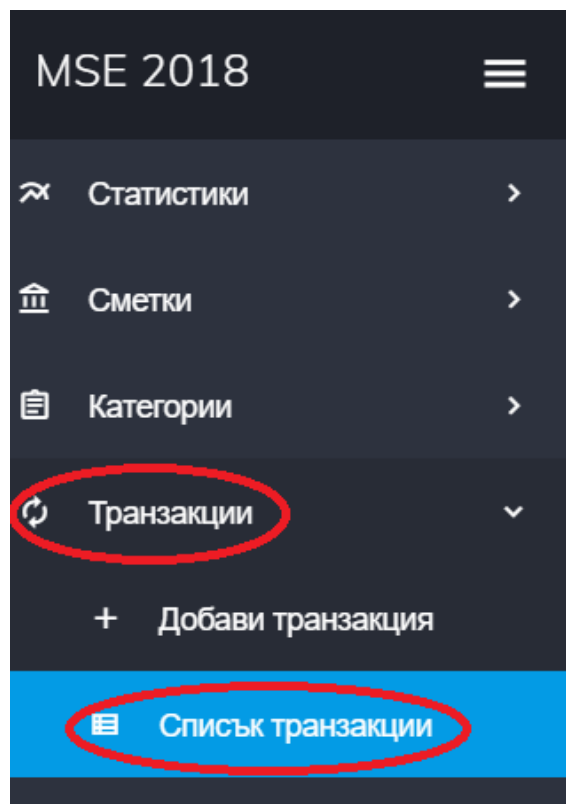 MSE 2018
Статистики
Сметки
Категории
Транзакции
+ Добави транзакция
Списък транзакции